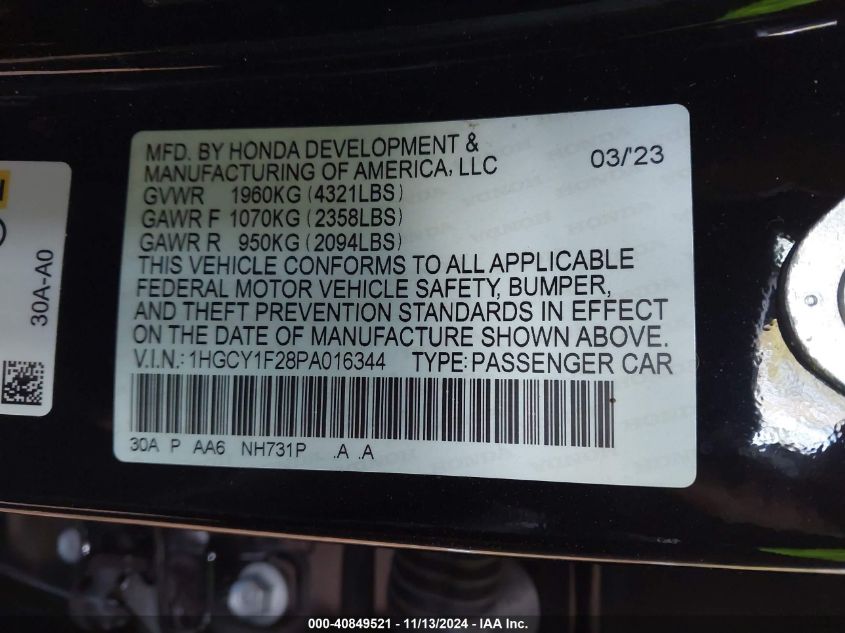 MFD. BY HONDA DEVELOPMENT &
MANUFACTURING OF AMERICA, LLC 03/'23
GVWR 1960KG (4321LBS)
GAWR F 1070KG (2358LBS)
GAWR R 950KG (2094LBS)
THIS VEHICLE CONFORMS TO ALL APPLICABLE
FEDERAL MOTOR VEHICLE SAFETY, BUMPER,
AND THEFT PREVENTION STANDARDS IN EFFECT
ON THE DATE OF MANUFACTURE SHOWN ABOVE.
V.I.N.: 1HGCY1F28PA016344 TYPE: PASSENGER CAR
30A P AA6 NH731P .A .A
30A-A0
000-40849521 - 11/13/2024 - IAA Inc.